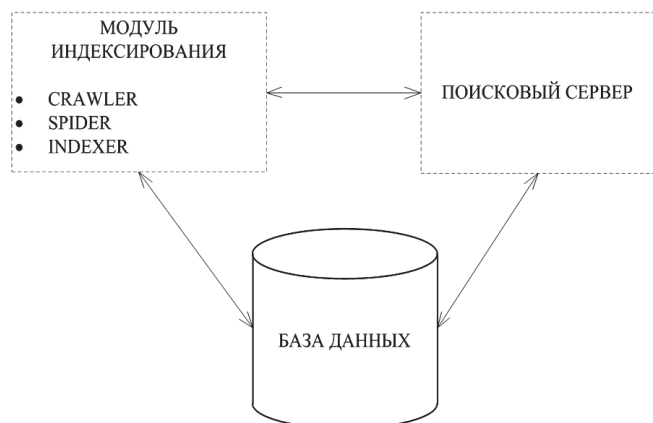 МОДУЛЬ
ИНДЕКСИРОВАНИЯ
• CRAWLER
• SPIDER
• INDEXER
ПОИСКОВЫЙ СЕРВЕР
БАЗА ДАННЫХ